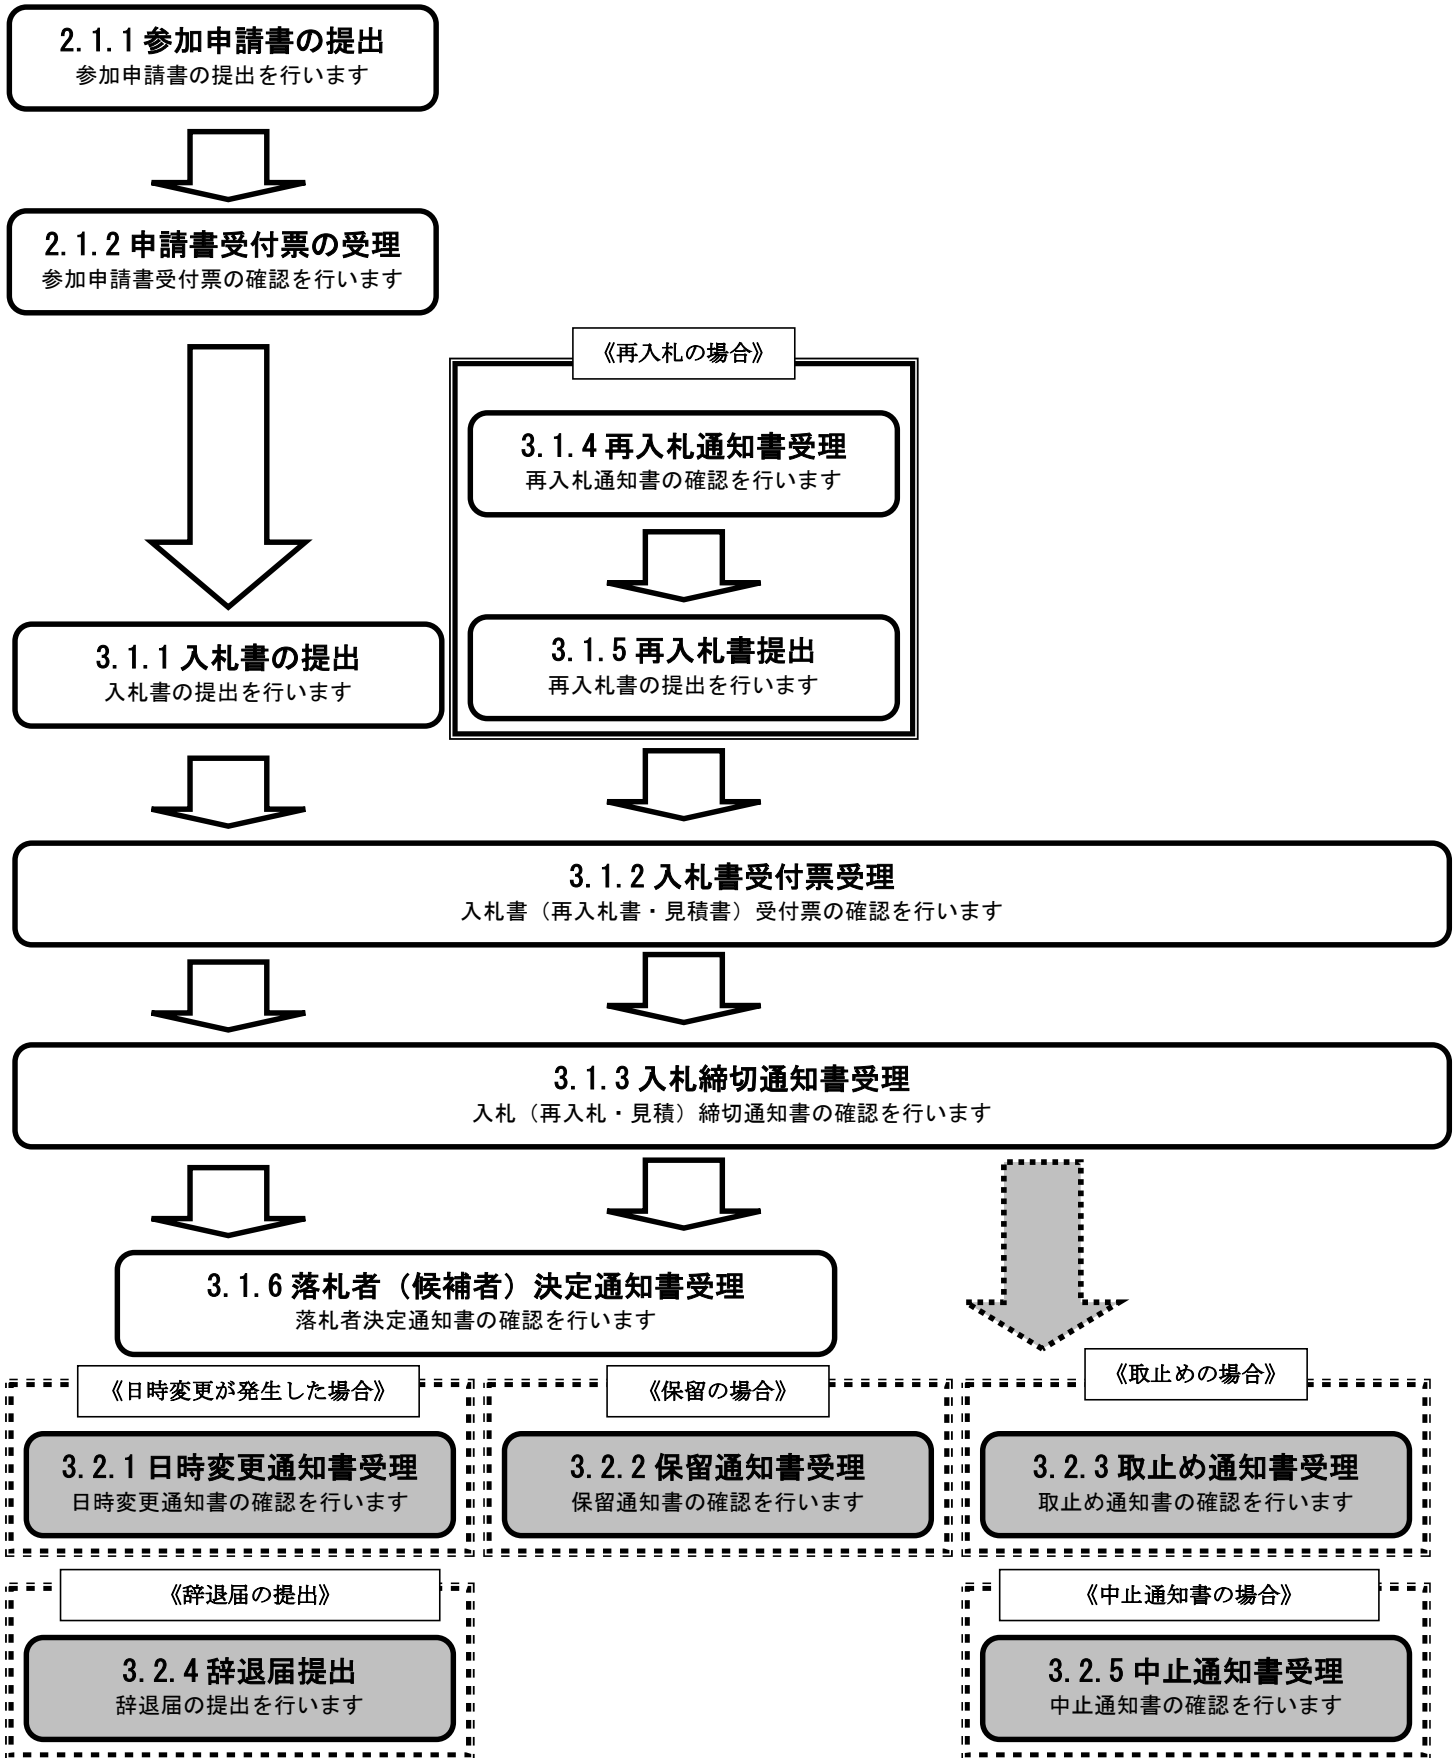 2.1.1 参加申請書の提出
参加申請書の提出を行います
2.1.2 申請書受付票の受理
参加申請書受付票の確認を行います
《再入札の場合》
3.1.4 再入札通知書受理
再入札通知書の確認を行います
3.1.1 入札書の提出
入札書の提出を行います
3.1.5 再入札書提出
再入札書の提出を行います
3.1.2 入札書受付票受理
入札書（再入札書・見積書）受付票の確認を行います
3.1.3 入札締切通知書受理
入札（再入札・見積）締切通知書の確認を行います
3.1.6 落札者（候補者）決定通知書受理
落札者決定通知書の確認を行います
《日時変更が発生した場合》
3.2.1 日時変更通知書受理
日時変更通知書の確認を行います
《保留の場合》
3.2.2 保留通知書受理
保留通知書の確認を行います
《取止めの場合》
3.2.3 取止め通知書受理
取止め通知書の確認を行います
《辞退届の提出》
3.2.4 辞退届提出
辞退届の提出を行います
《中止通知書の場合》
3.2.5 中止通知書受理
中止通知書の確認を行います